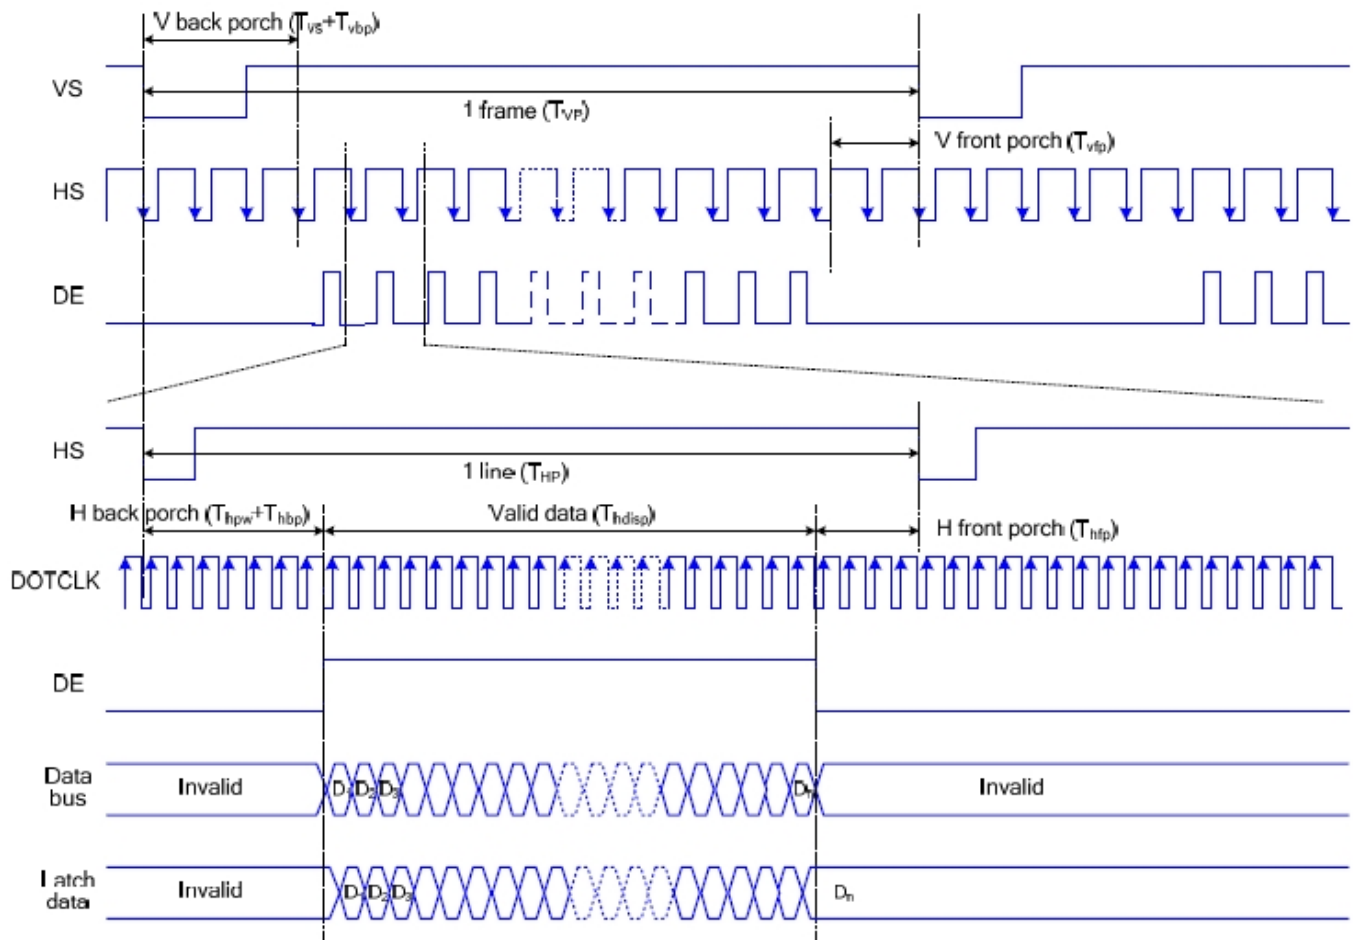 V back porch (Tvs+Tvbp)
VS
1 frame (TVP)
V front porch (Tvfp)
HS
DE
HS
1 line (THP)
H back porch (Thpw+Thbp)
Valid data (Thdisp)
H front porch (Thfp)
DOTCLK
DE
Data
bus
Invalid
D1
D2
D3
Dn
Invalid
Latch
data
Invalid
D1
D2
D3
Dn